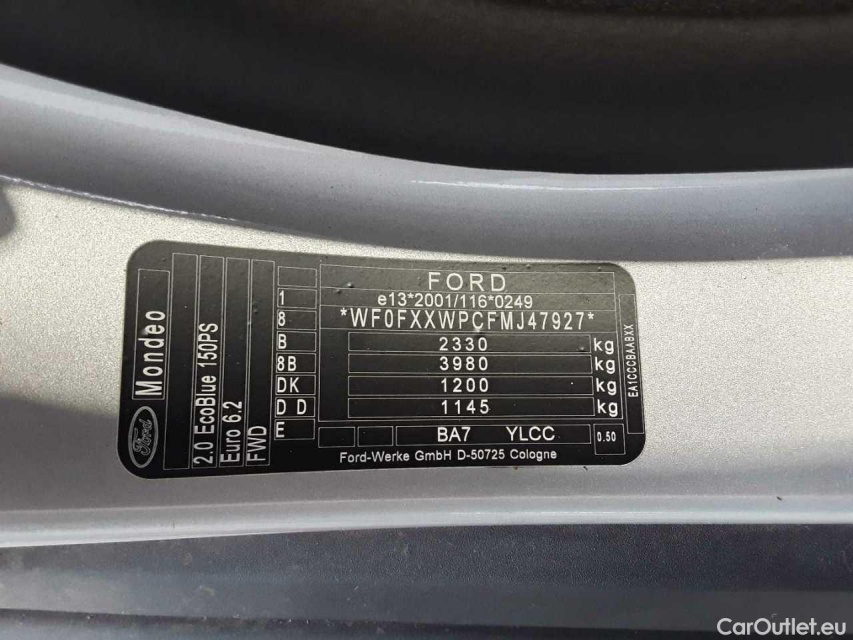 FORD
e13*2001/116*0249
*WF0FXXWPCFMJ47927*
2330 kg
3980 kg
1200 kg
1145 kg
BA7 YLCC 0.50
Ford-Werke GmbH D-50725 Cologne
1
8
B
8B
DK
D D
E
Ford Mondeo
2.0 EcoBlue 150PS
Euro 6.2
FWD
EA1CCCBAABXX
CarOutlet.eu